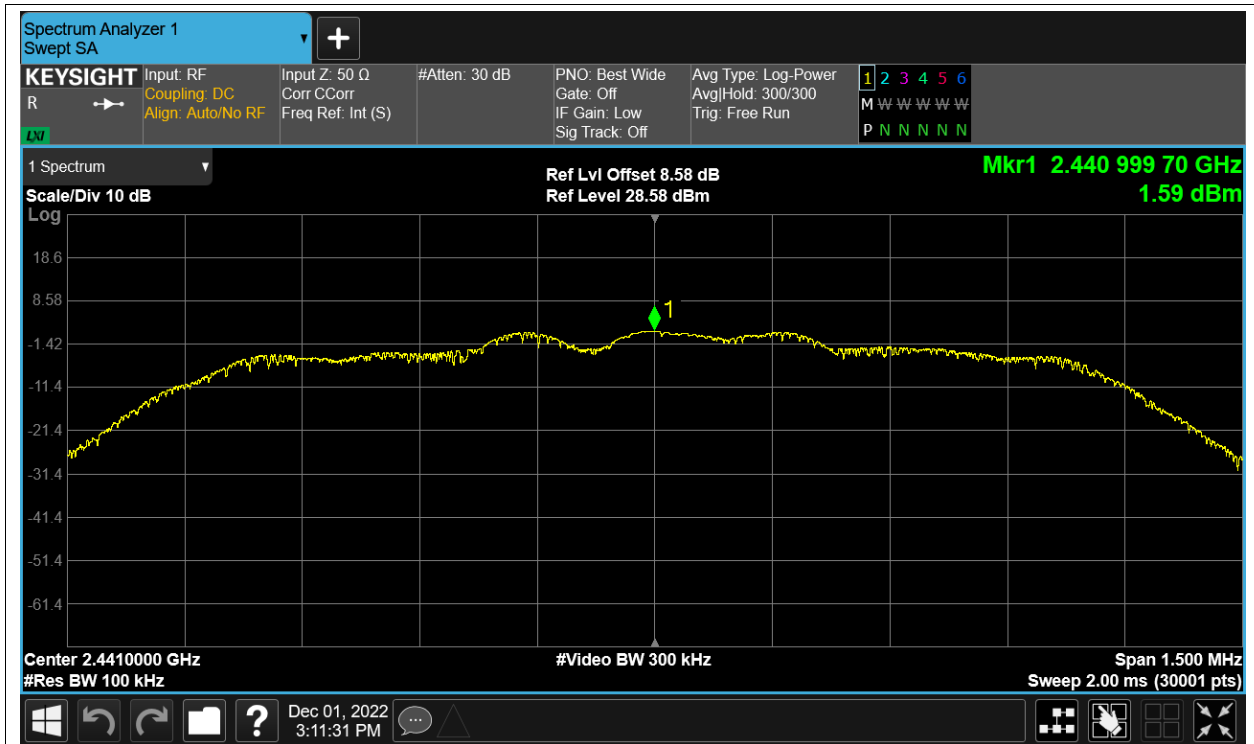 Spectrum Analyzer 1
Swept SA
KEYSIGHT
R
LXI
Input: RF
Coupling: DC
Align: Auto/No RF
Input Z: 50 Ω
Corr CCorr
Freq Ref: Int (S)
#Atten: 30 dB
PNO: Best Wide
Gate: Off
IF Gain: Low
Sig Track: Off
Avg Type: Log-Power
Avg|Hold: 300/300
Trig: Free Run
1 2 3 4 5 6
M W W W W W
P N N N N N
1 Spectrum
Scale/Div 10 dB
Log
Ref Lvl Offset 8.58 dB
Ref Level 28.58 dBm
Mkr1 2.440 999 70 GHz
1.59 dBm
18.6
8.58
1
-1.42
-11.4
-21.4
-31.4
-41.4
-51.4
-61.4
Center 2.4410000 GHz
#Res BW 100 kHz
#Video BW 300 kHz
Span 1.500 MHz
Sweep 2.00 ms (30001 pts)
?
Dec 01, 2022
3:11:31 PM